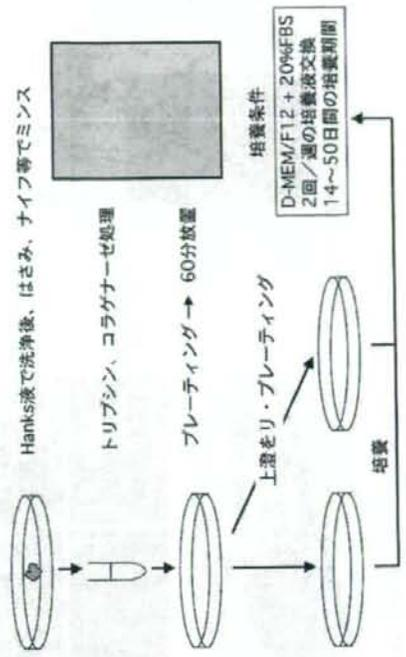 Hanks液で洗浄後、はさみ、ナイフ等でミンス
トリプシン、コラゲナーゼ処理
プレーティング → 60分放置
上澄をリ・プレーティング
培養
培養条件
D-MEM/F12 + 20%FBS
2回/週の培養液交換
14〜50日間の培養期間